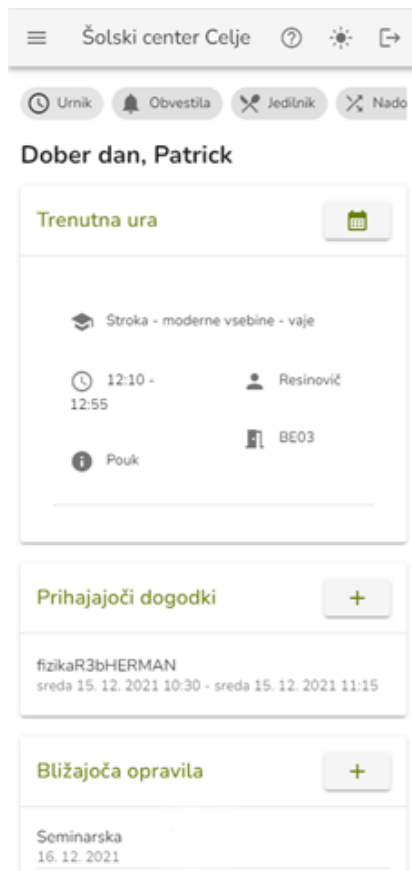 Šolski center Celje
Urnik Obvestila Jedilnik Nado
Dober dan, Patrick
Trenutna ura
Stroka - moderne vsebine - vaje
12:10 - Resinovič
12:55
BE03
Pouk
Prihajajoči dogodki +
fizikaR3bHERMAN
sreda 15. 12. 2021 10:30 - sreda 15. 12. 2021 11:15
Bližajoča opravila +
Seminarska
16. 12. 2021